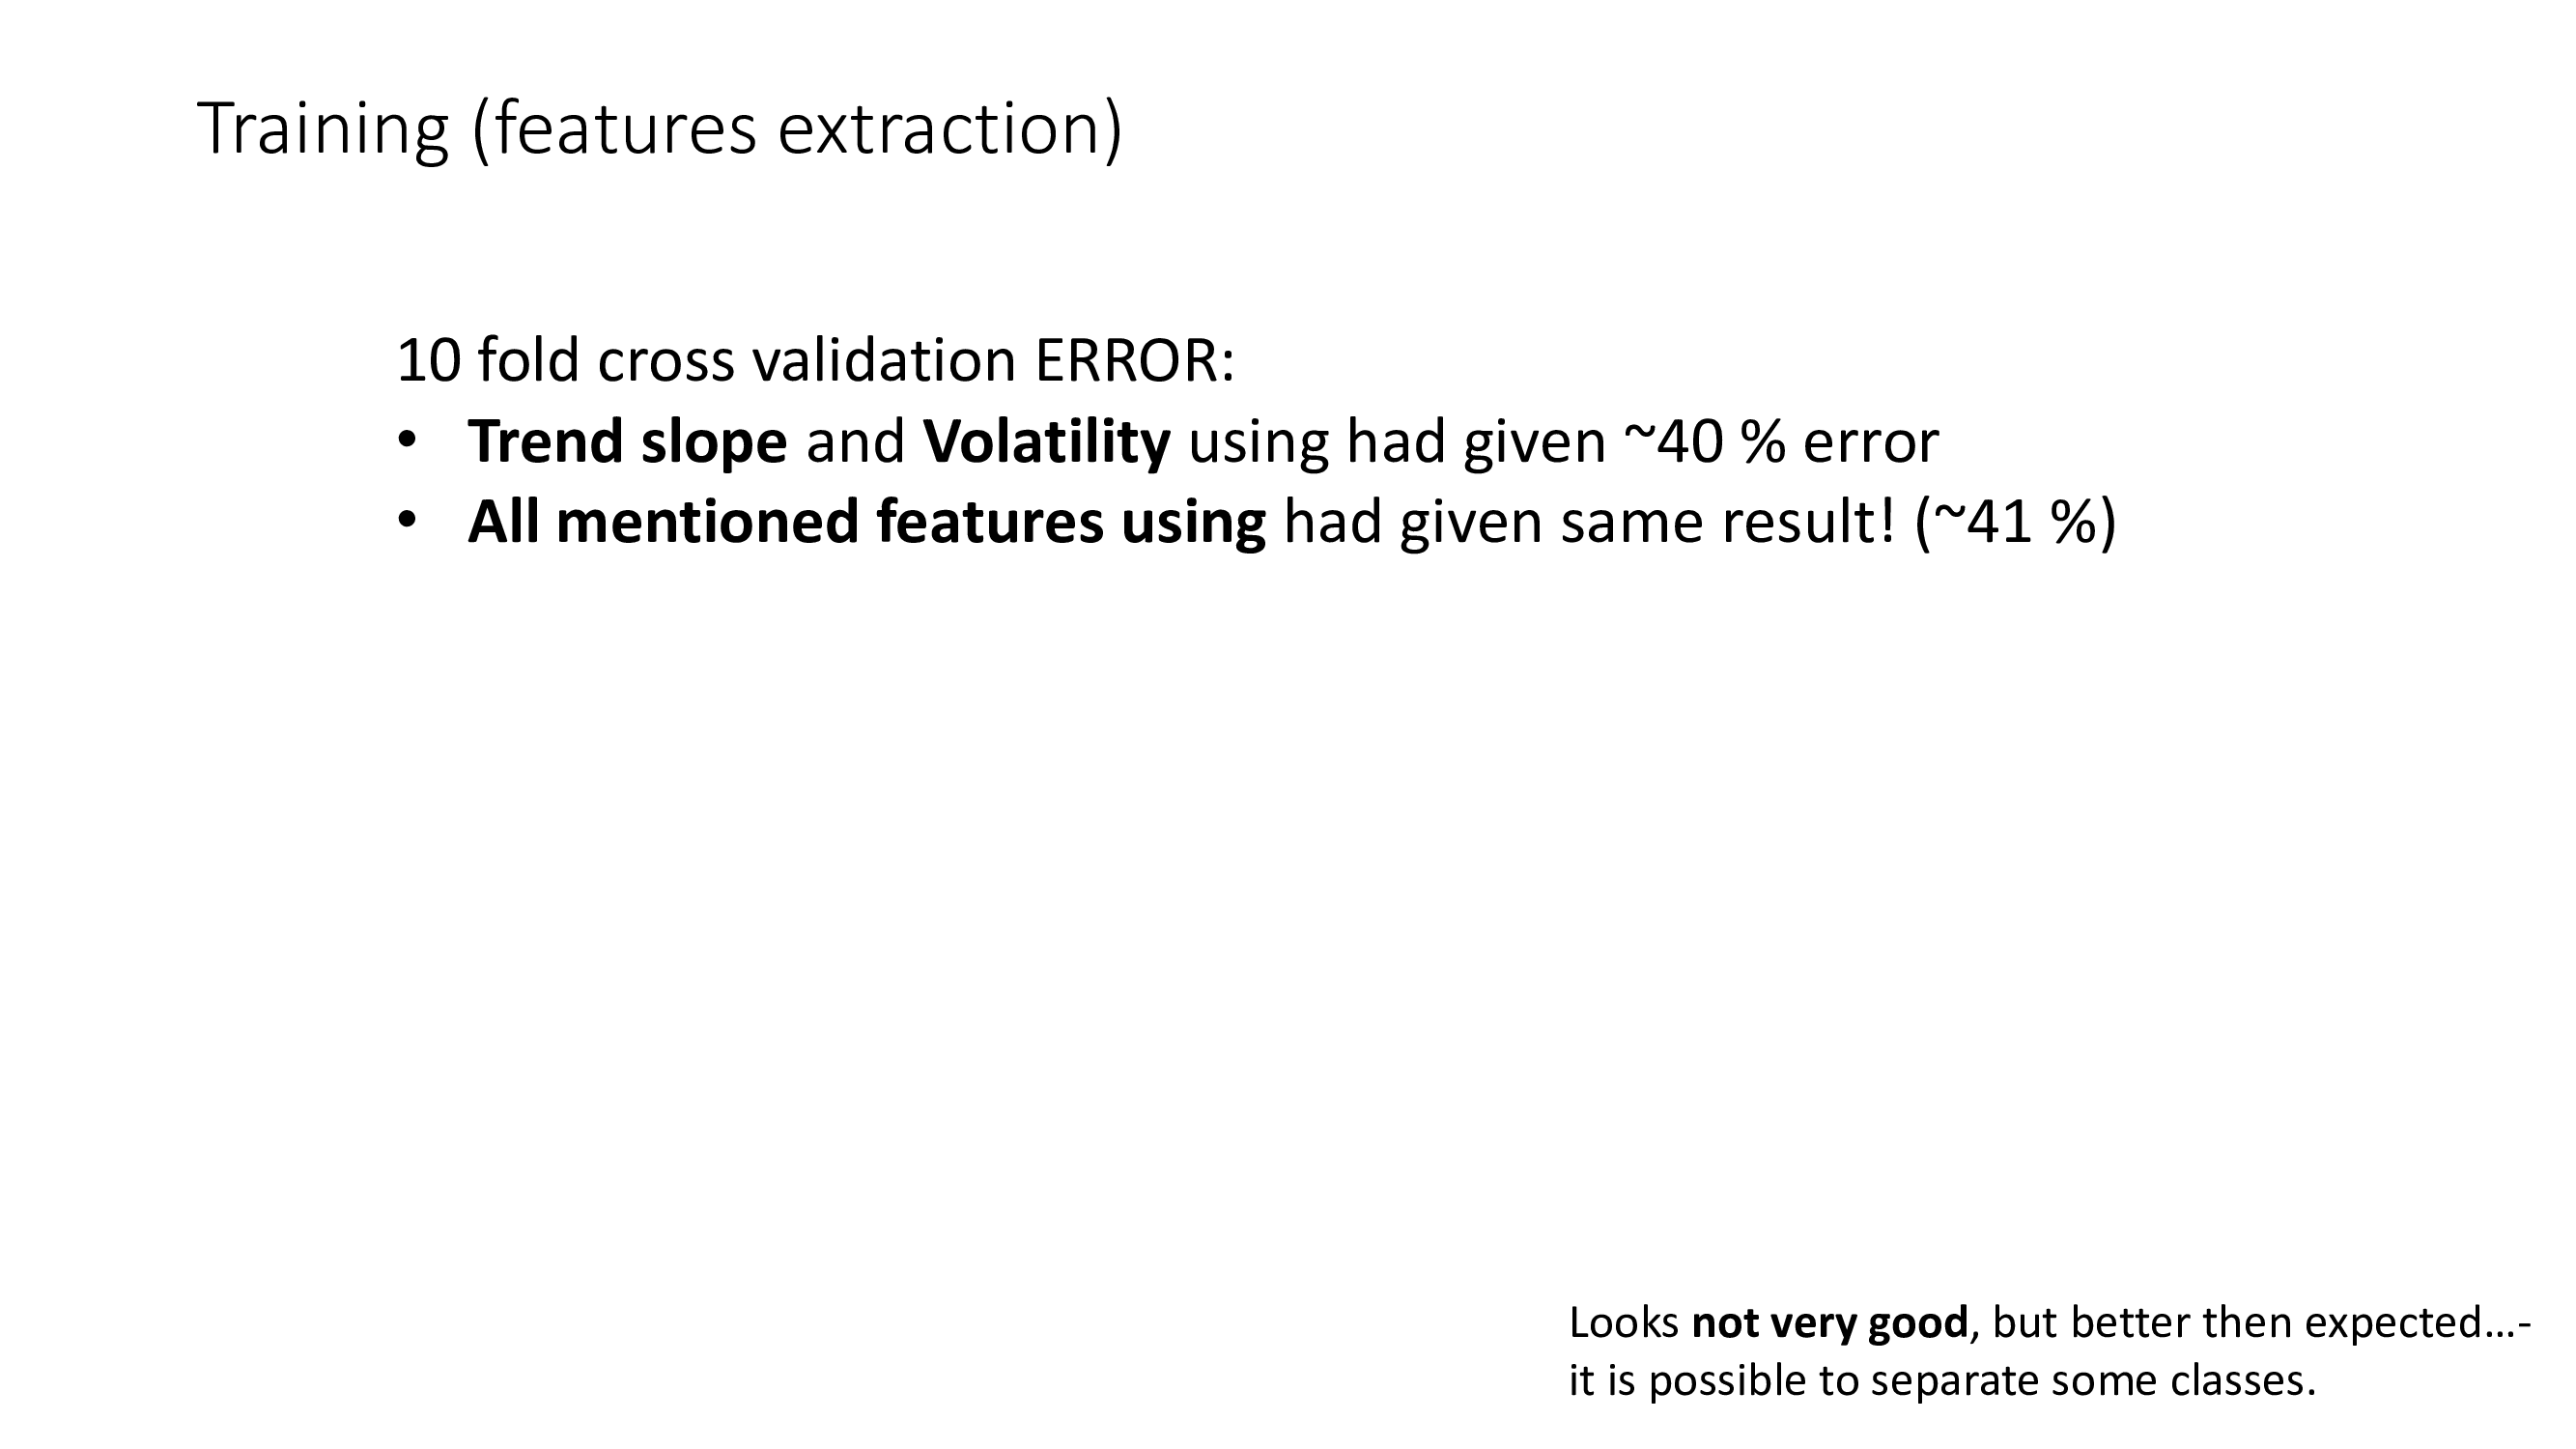 Training (features extraction)
10 fold cross validation ERROR:
• Trend slope and Volatility using had given ~40 % error
• All mentioned features using had given same result! (~41 %)
Looks not very good, but better then expected…-
it is possible to separate some classes.